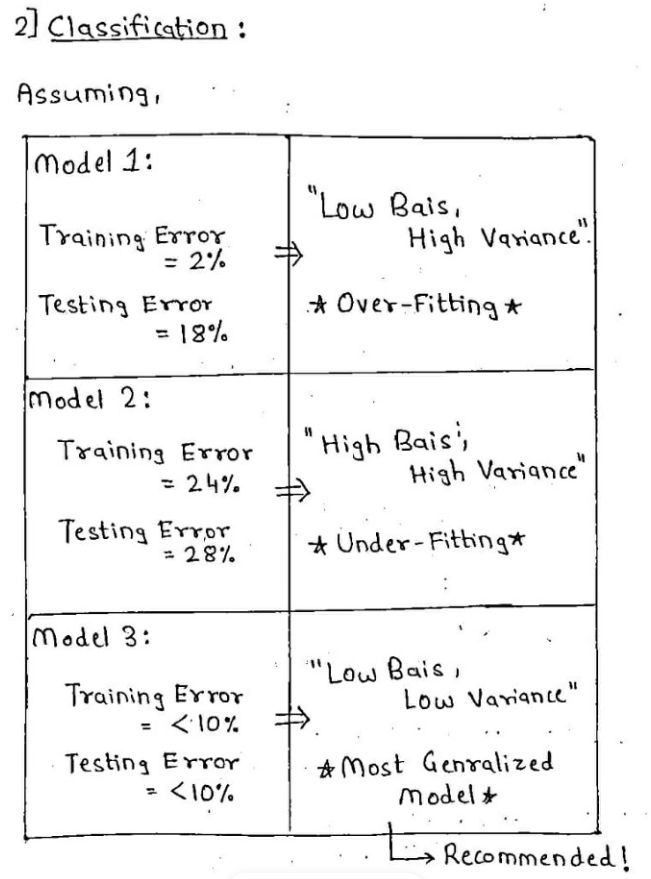 2] Classification :
Assuming,
Model 1:
Training Error
= 2%
Testing Error
= 18%
⇒
"Low Bais,
High Variance".
★ Over-Fitting ★
Model 2:
Training Error
= 24%
Testing Error
= 28%
⇒
"High Bais,
High Variance"
★ Under-Fitting★
Model 3:
Training Error
= <10%
Testing Error
= <10%
⇒
"Low Bais,
Low Variance"
★ Most Genralized
Model ★
→ Recommended!